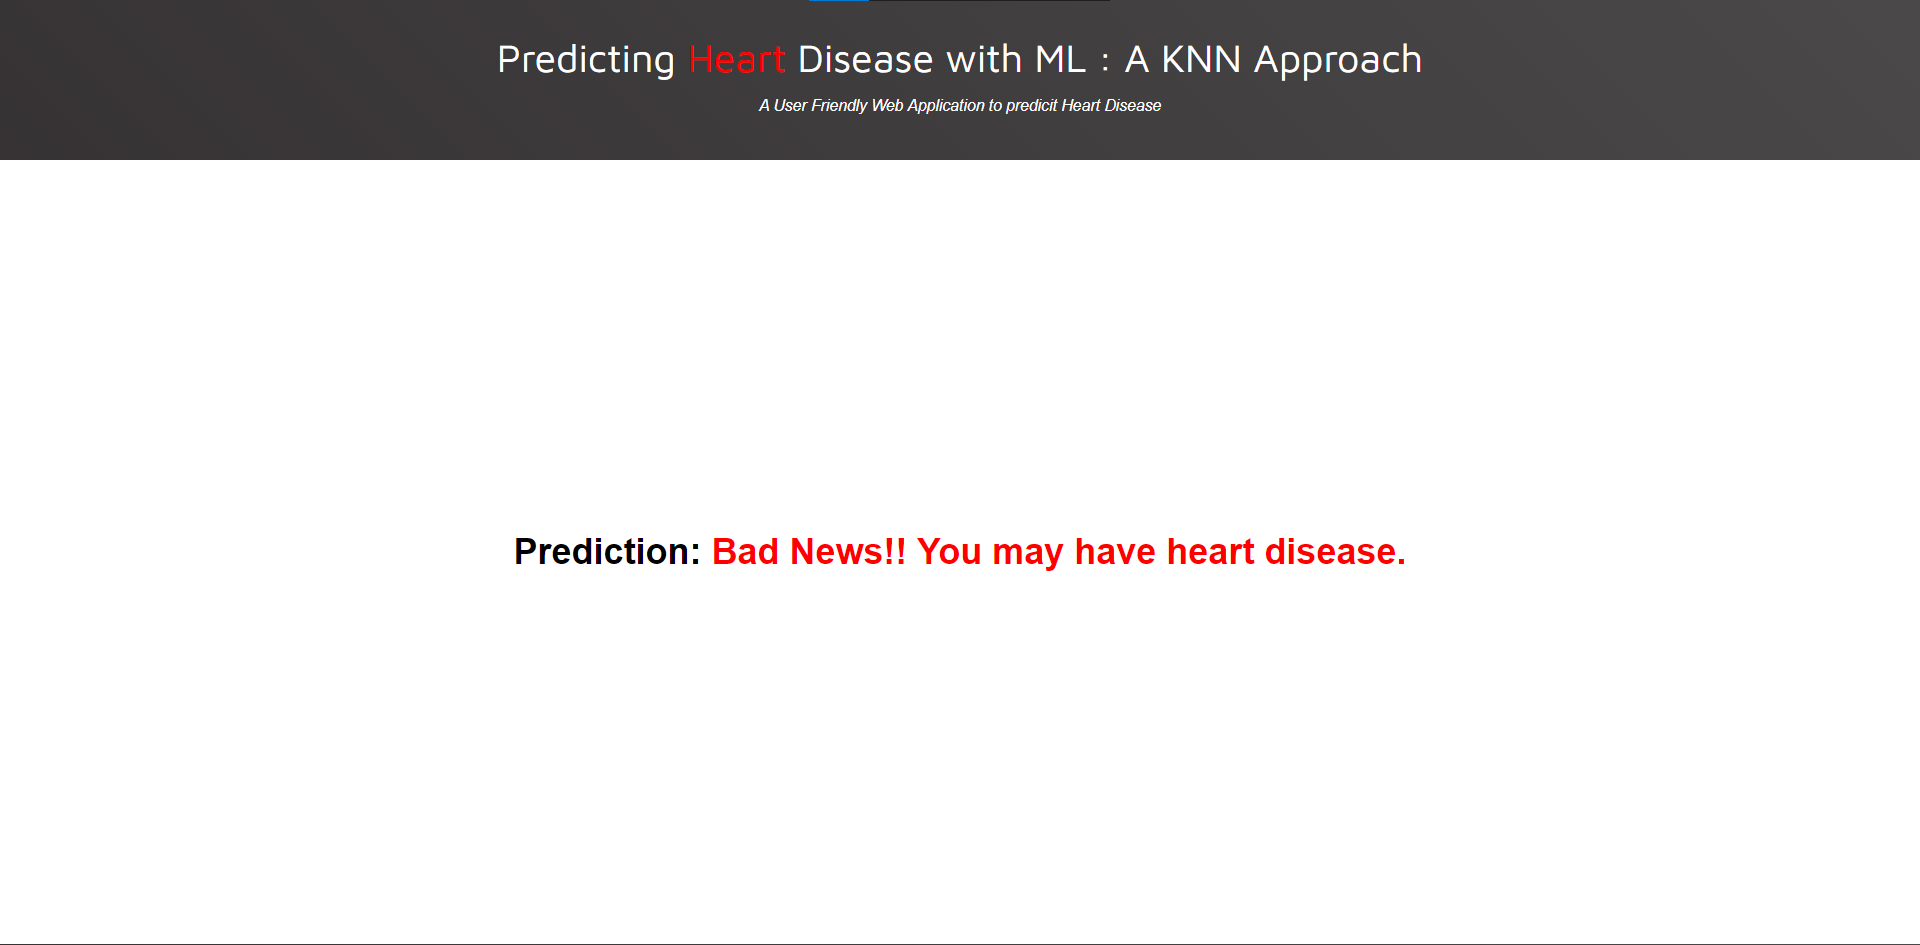 Predicting Heart Disease with ML : A KNN Approach
A User Friendly Web Application to predicit Heart Disease
Prediction: Bad News!! You may have heart disease.